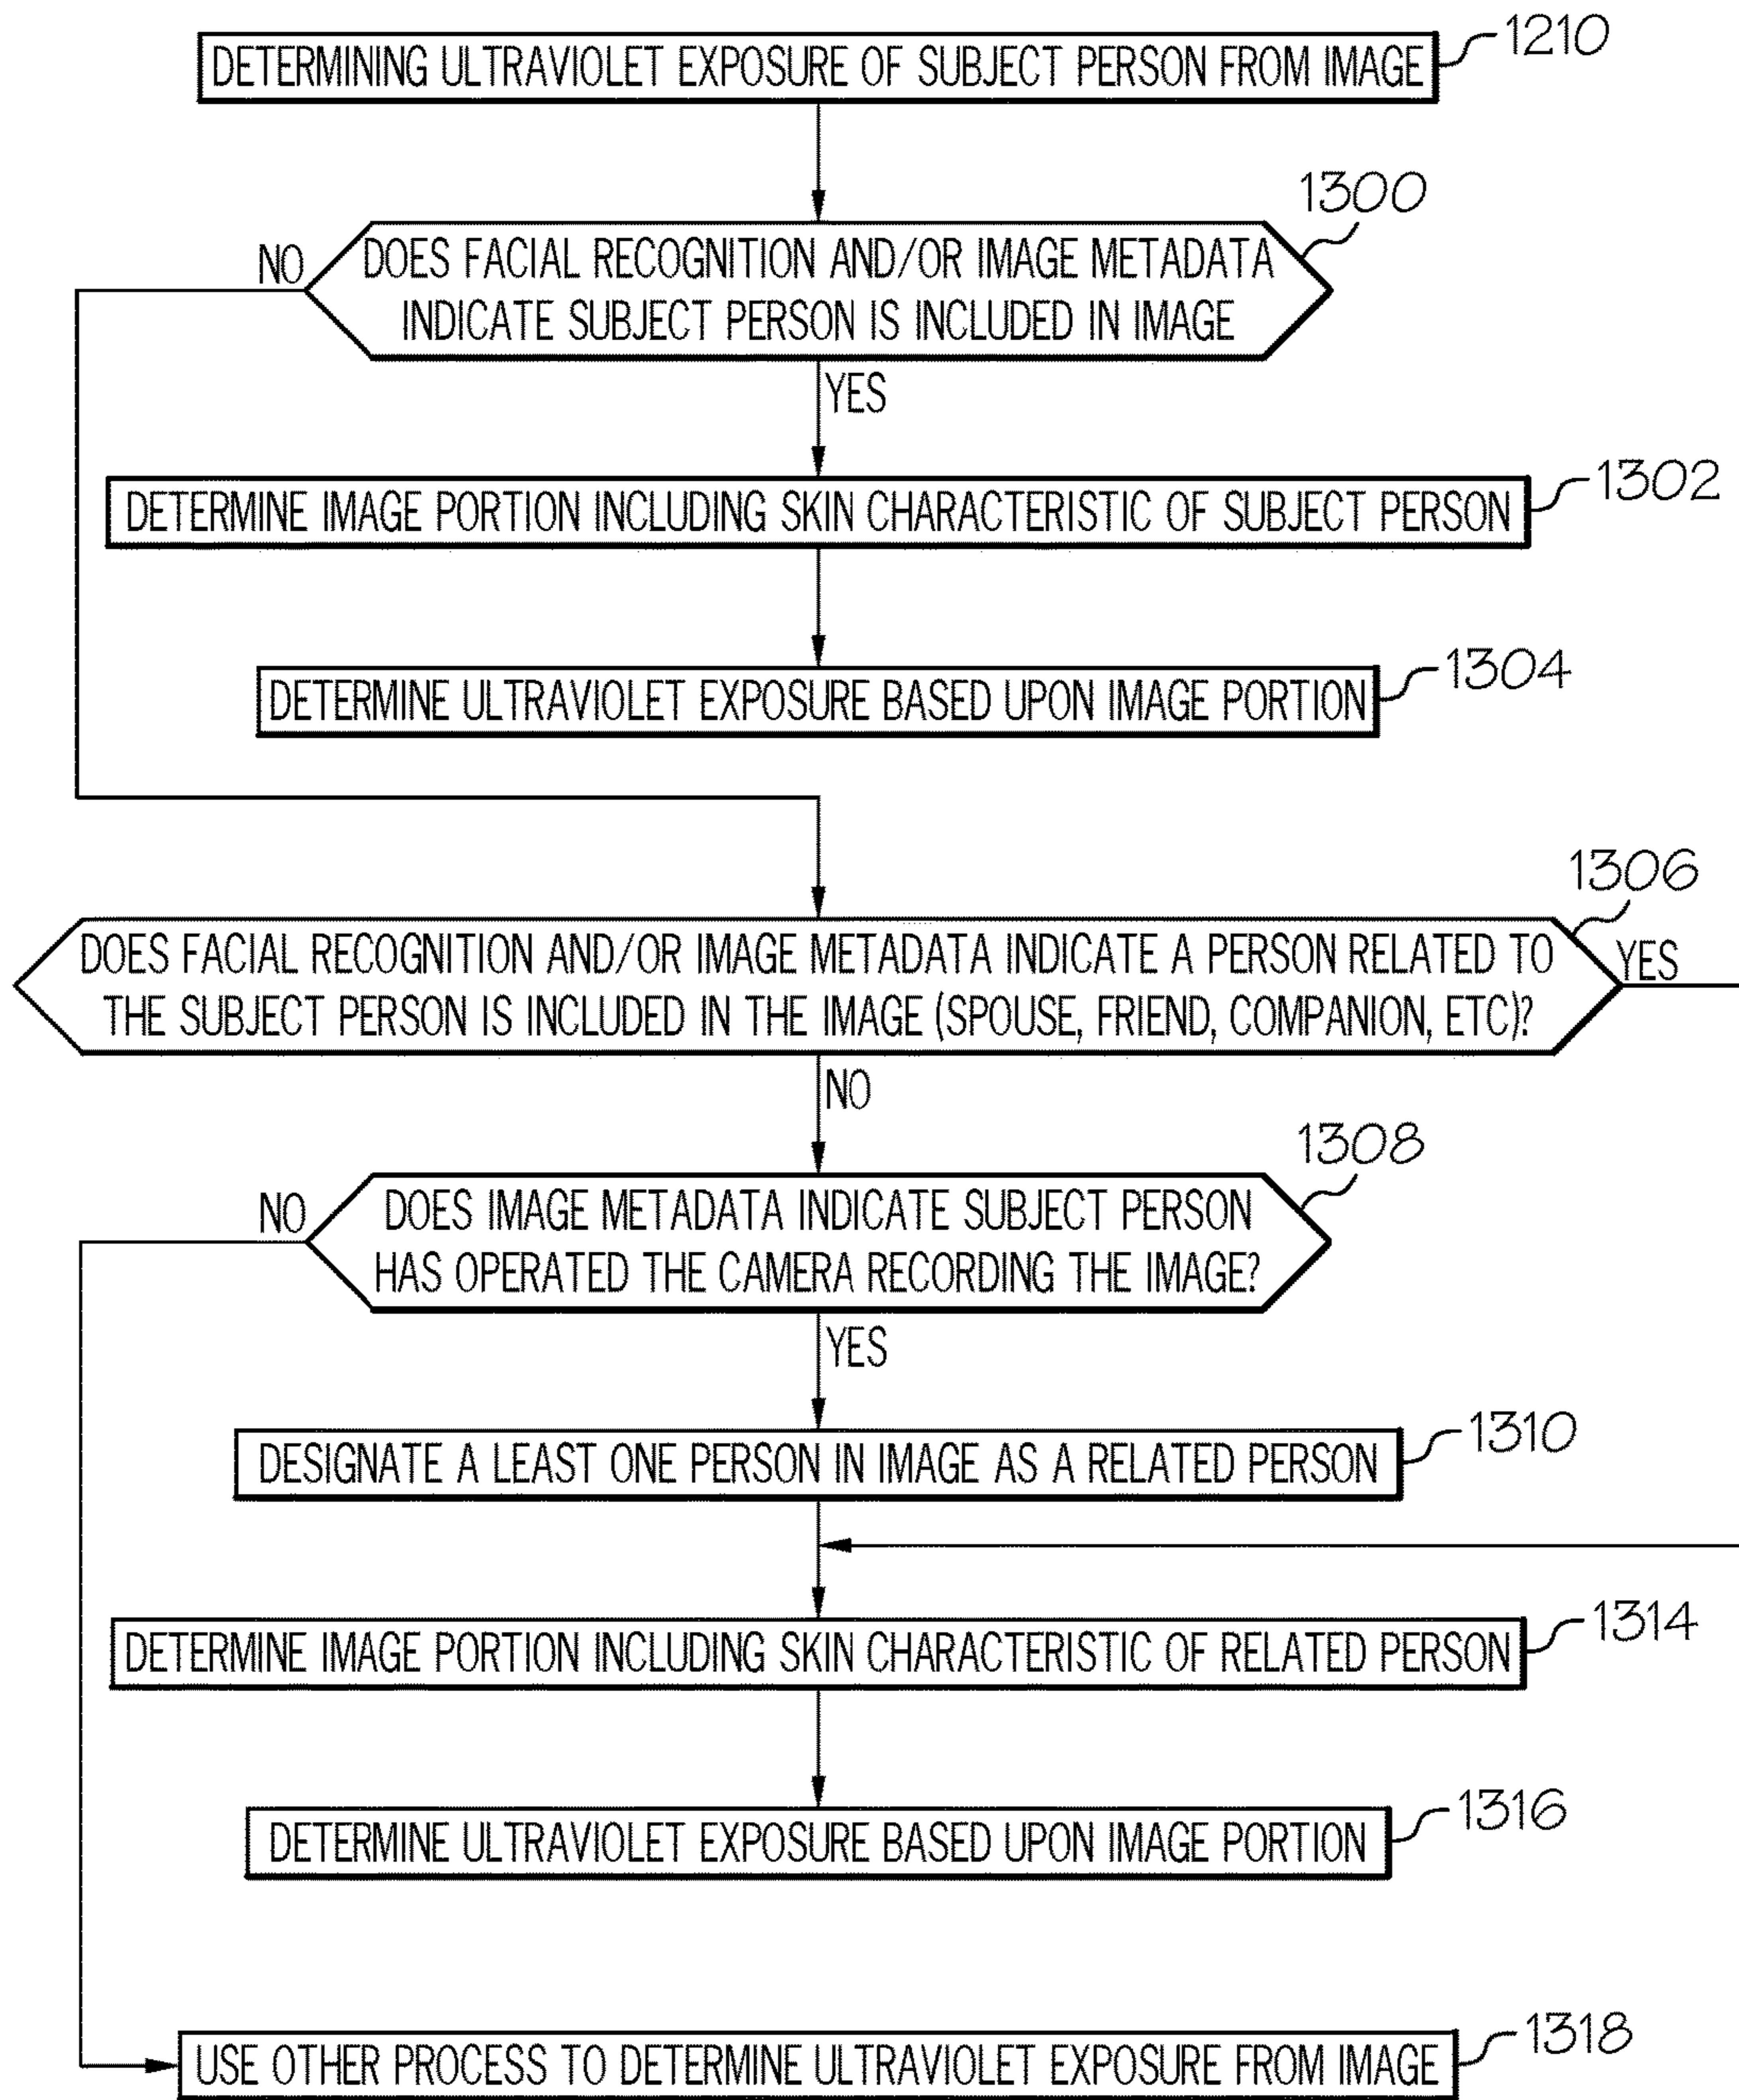 1210
DETERMINING ULTRAVIOLET EXPOSURE OF SUBJECT PERSON FROM IMAGE
1300
NO
DOES FACIAL RECOGNITION AND/OR IMAGE METADATA
INDICATE SUBJECT PERSON IS INCLUDED IN IMAGE
YES
1302
DETERMINE IMAGE PORTION INCLUDING SKIN CHARACTERISTIC OF SUBJECT PERSON
1304
DETERMINE ULTRAVIOLET EXPOSURE BASED UPON IMAGE PORTION
1306
DOES FACIAL RECOGNITION AND/OR IMAGE METADATA INDICATE A PERSON RELATED TO
THE SUBJECT PERSON IS INCLUDED IN THE IMAGE (SPOUSE, FRIEND, COMPANION, ETC)?
YES
NO
1308
NO
DOES IMAGE METADATA INDICATE SUBJECT PERSON
HAS OPERATED THE CAMERA RECORDING THE IMAGE?
YES
1310
DESIGNATE A LEAST ONE PERSON IN IMAGE AS A RELATED PERSON
1314
DETERMINE IMAGE PORTION INCLUDING SKIN CHARACTERISTIC OF RELATED PERSON
1316
DETERMINE ULTRAVIOLET EXPOSURE BASED UPON IMAGE PORTION
1318
USE OTHER PROCESS TO DETERMINE ULTRAVIOLET EXPOSURE FROM IMAGE